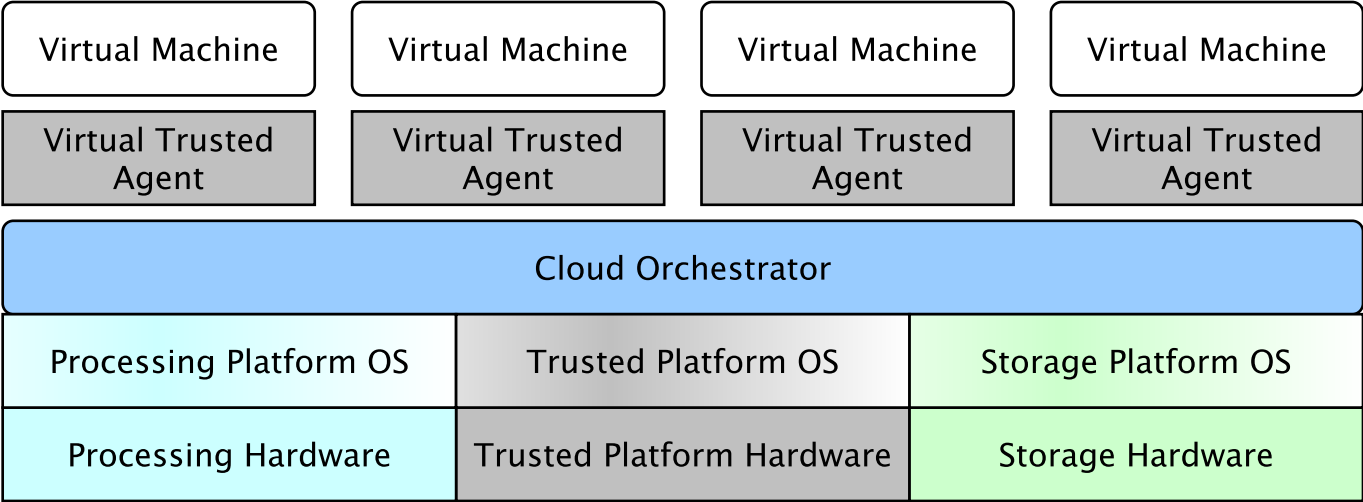 Virtual Machine
Virtual Machine
Virtual Machine
Virtual Machine
Virtual Trusted
Agent
Virtual Trusted
Agent
Virtual Trusted
Agent
Virtual Trusted
Agent
Cloud Orchestrator
Processing Platform OS
Trusted Platform OS
Storage Platform OS
Processing Hardware
Trusted Platform Hardware
Storage Hardware